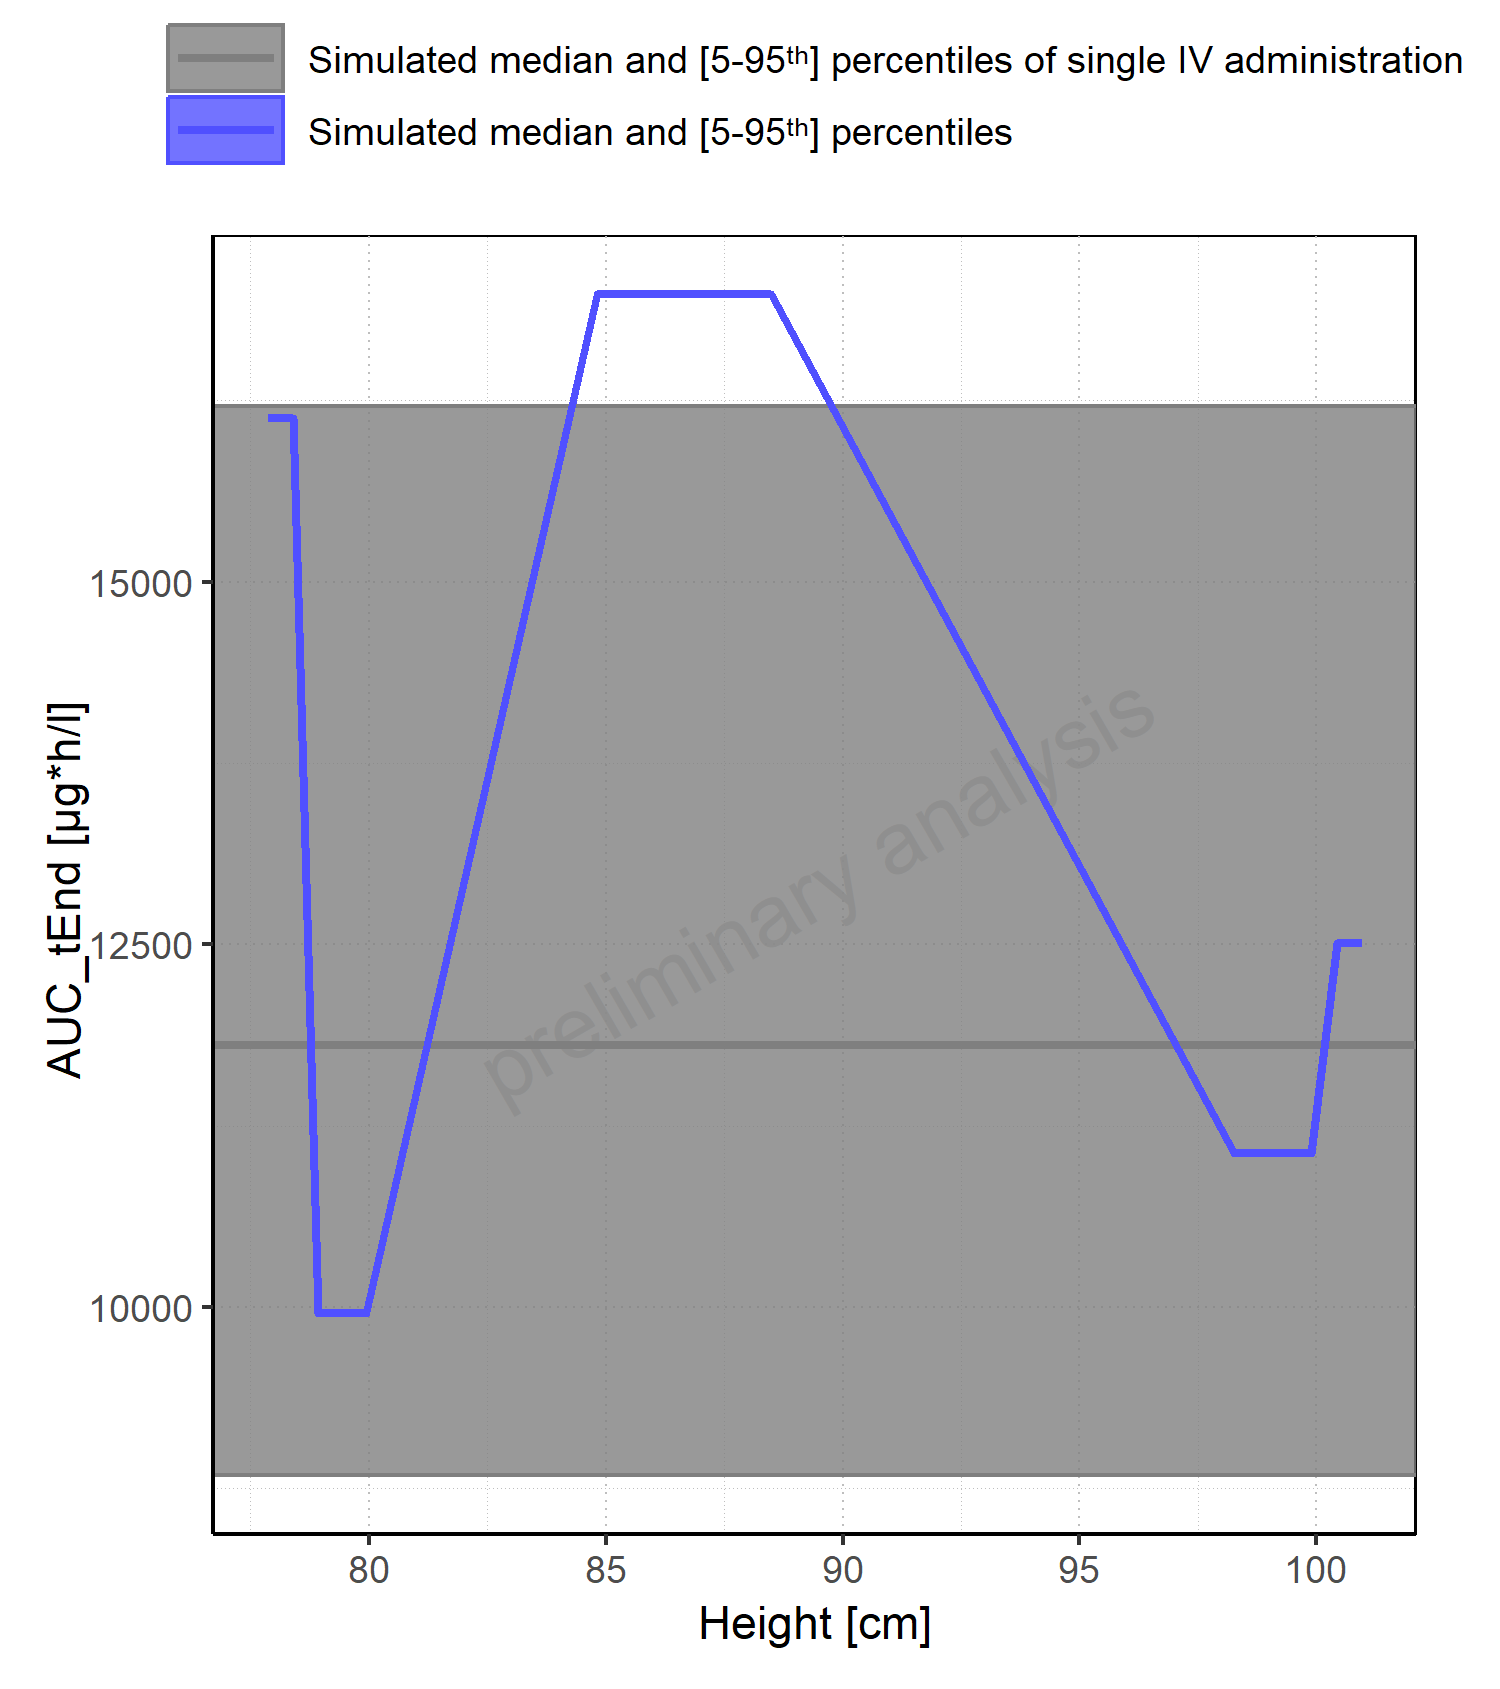 Simulated median and [5-95ᵗʰ] percentiles of single IV administration
Simulated median and [5-95ᵗʰ] percentiles
15000
12500
10000
AUC_tEnd [µg*h/l]
preliminary analysis
80 85 90 95 100
Height [cm]